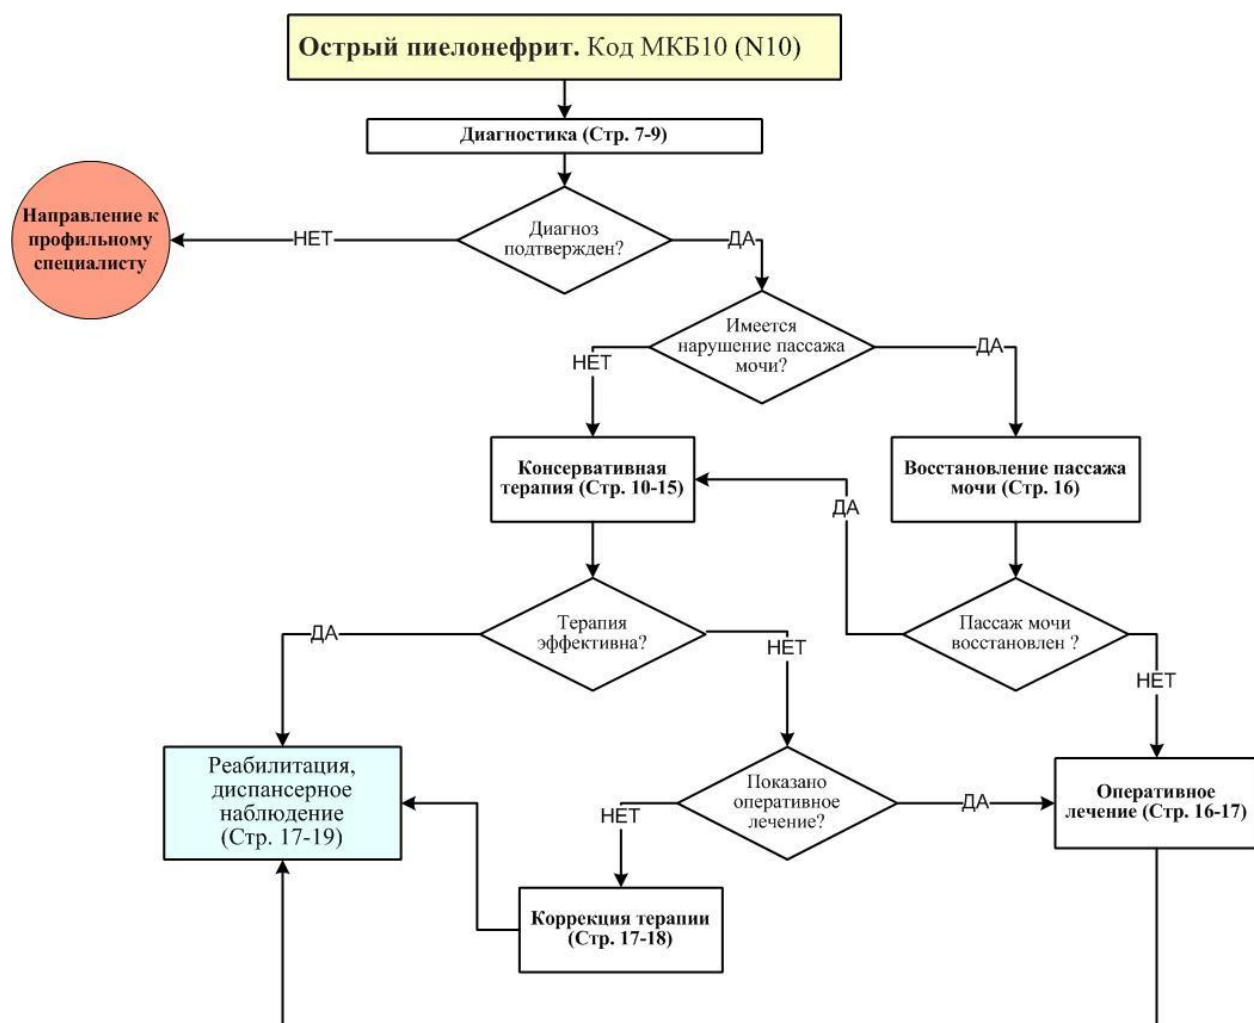 Острый пиелонефрит. Код МКБ10 (N10)
Диагностика (Стр. 7-9)
Направление к
профильному
специалисту
НЕТ
Диагноз
подтвержден?
ДА
Имеется
нарушение пассажа
мочи?
НЕТ
ДА
Консервативная
терапия (Стр. 10-15)
Восстановление пассажа
мочи (Стр. 16)
ДА
Терапия
эффективна?
ДА
НЕТ
Пассаж мочи
восстановлен ?
НЕТ
Реабилитация,
диспансерное
наблюдение
(Стр. 17-19)
Показано
оперативное
лечение?
НЕТ
ДА
Оперативное
лечение (Стр. 16-17)
Коррекция терапии
(Стр. 17-18)